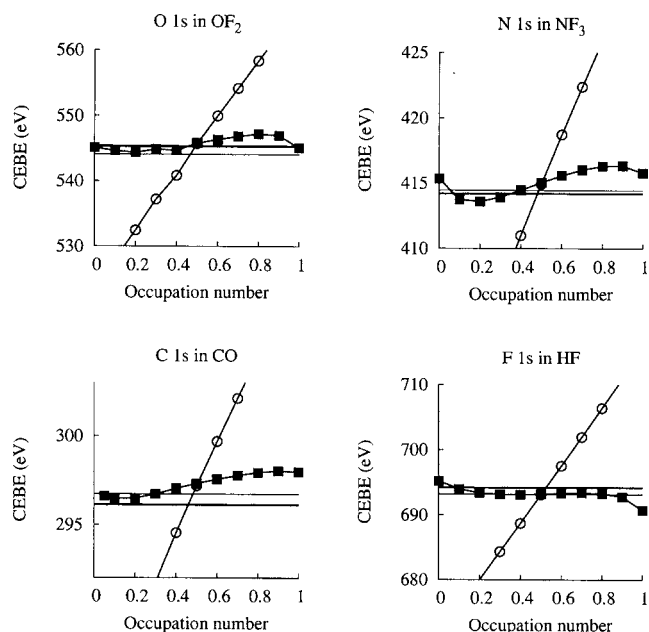 O 1s in OF2
560
550
540
530
CEBE (eV)
0 0.2 0.4 0.6 0.8 1
Occupation number
N 1s in NF3
425
420
415
410
CEBE (eV)
0 0.2 0.4 0.6 0.8 1
Occupation number
C 1s in CO
300
295
CEBE (eV)
0 0.2 0.4 0.6 0.8 1
Occupation number
F 1s in HF
710
700
690
680
CEBE (eV)
0 0.2 0.4 0.6 0.8 1
Occupation number